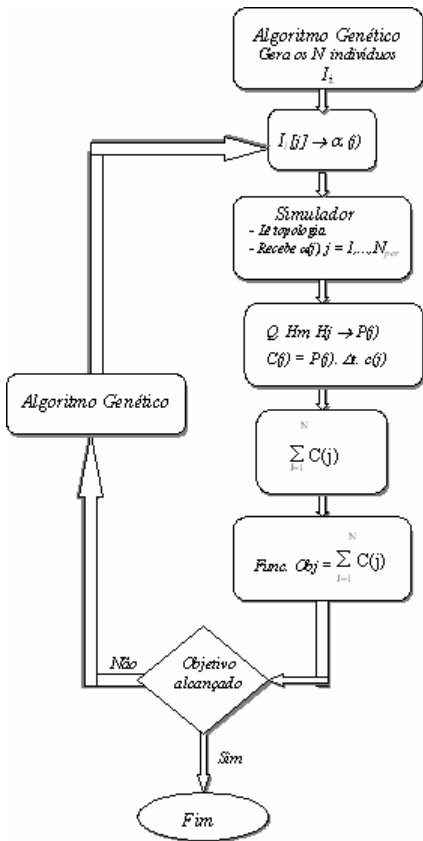 Algoritmo Genético
Gera os N indivíduos
I_i
I_i [j] → α (j)
Simulador
- Lê topologia.
- Recebe α(j) j = 1,...,N_per
Q Hm Hj → P(j)
C(j) = P(j). Δt. c(j)
N
∑ C(j)
J=1
N
Func. Obj = ∑ C(j)
J=1
Algoritmo Genético
Não
Objetivo
alcançado
Sim
Fim